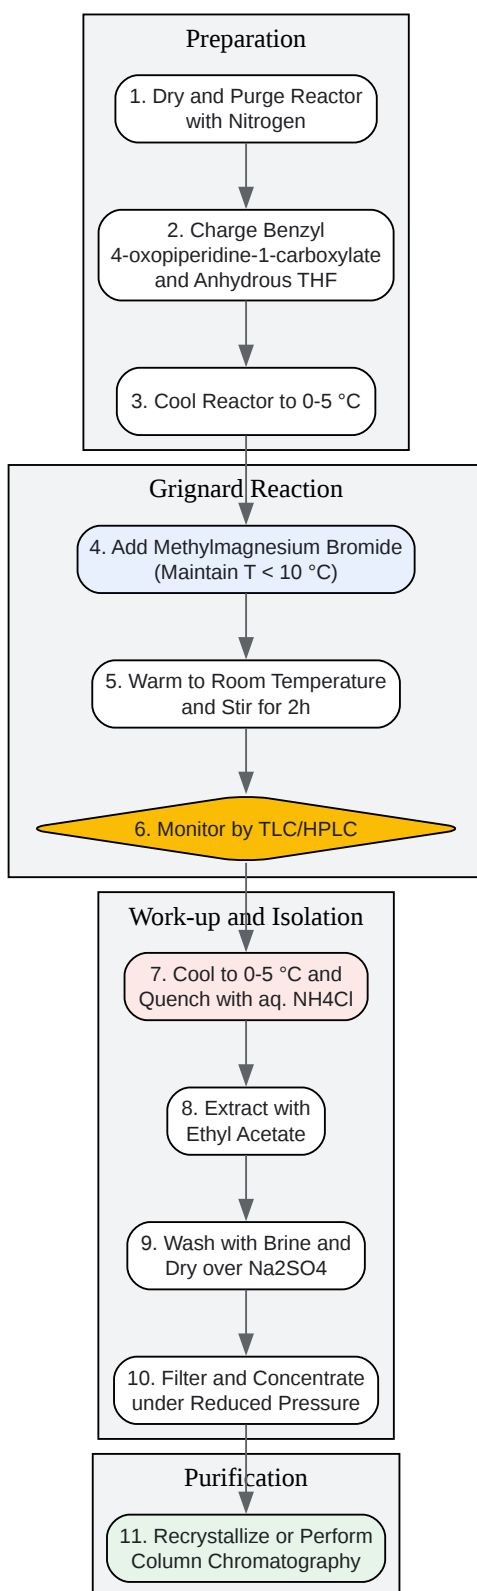 Preparation
1. Dry and Purge Reactor
with Nitrogen
2. Charge Benzyl
4-oxopiperidine-1-carboxylate
and Anhydrous THF
3. Cool Reactor to 0-5 °C
Grignard Reaction
4. Add Methylmagnesium Bromide
(Maintain T < 10 °C)
5. Warm to Room Temperature
and Stir for 2h
6. Monitor by TLC/HPLC
Work-up and Isolation
7. Cool to 0-5 °C and
Quench with aq. NH4Cl
8. Extract with
Ethyl Acetate
9. Wash with Brine and
Dry over Na2SO4
10. Filter and Concentrate
under Reduced Pressure
Purification
11. Recrystallize or Perform
Column Chromatography